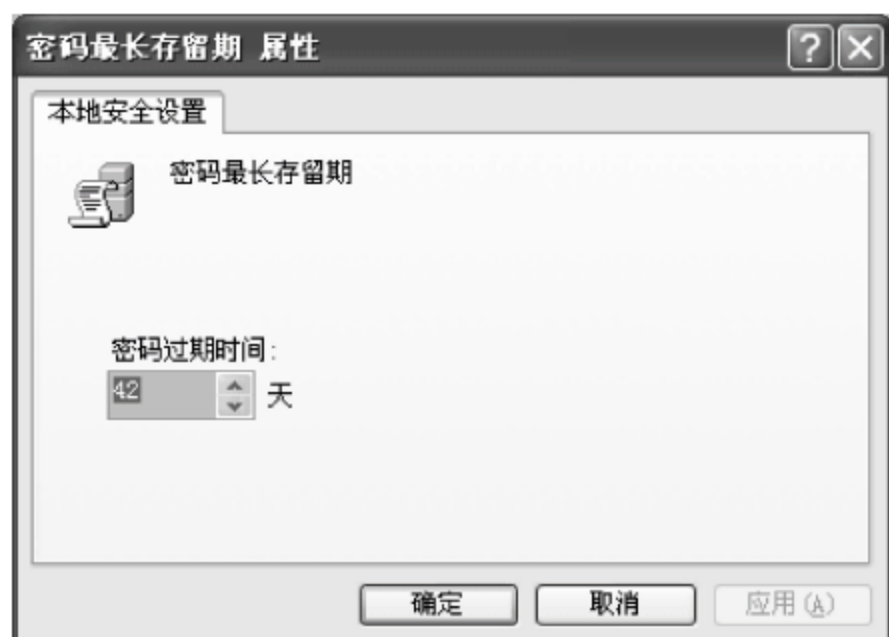 密码最长存留期 属性
本地安全设置
密码最长存留期
密码过期时间:
42 天
确定 取消 应用(A)